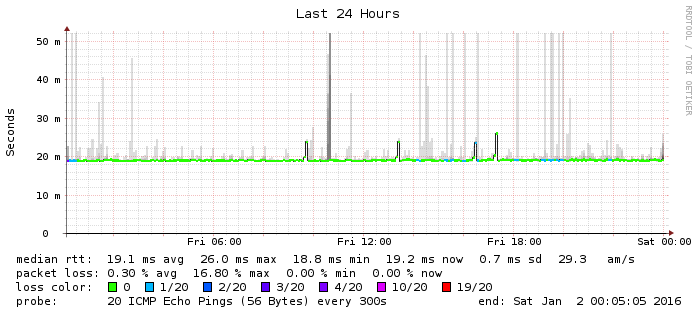 Last 24 Hours
RRDTOOL / TOBI OETIKER
Seconds
50 m
40 m
30 m
20 m
10 m
0
Fri 06:00 Fri 12:00 Fri 18:00 Sat 00:00
median rtt: 19.1 ms avg 26.0 ms max 18.8 ms min 19.2 ms now 0.7 ms sd 29.3 am/s
packet loss: 0.30 % avg 16.80 % max 0.00 % min 0.00 % now
loss color: 0 1/20 2/20 3/20 4/20 10/20 19/20
probe: 20 ICMP Echo Pings (56 Bytes) every 300s end: Sat Jan 2 00:05:05 2016